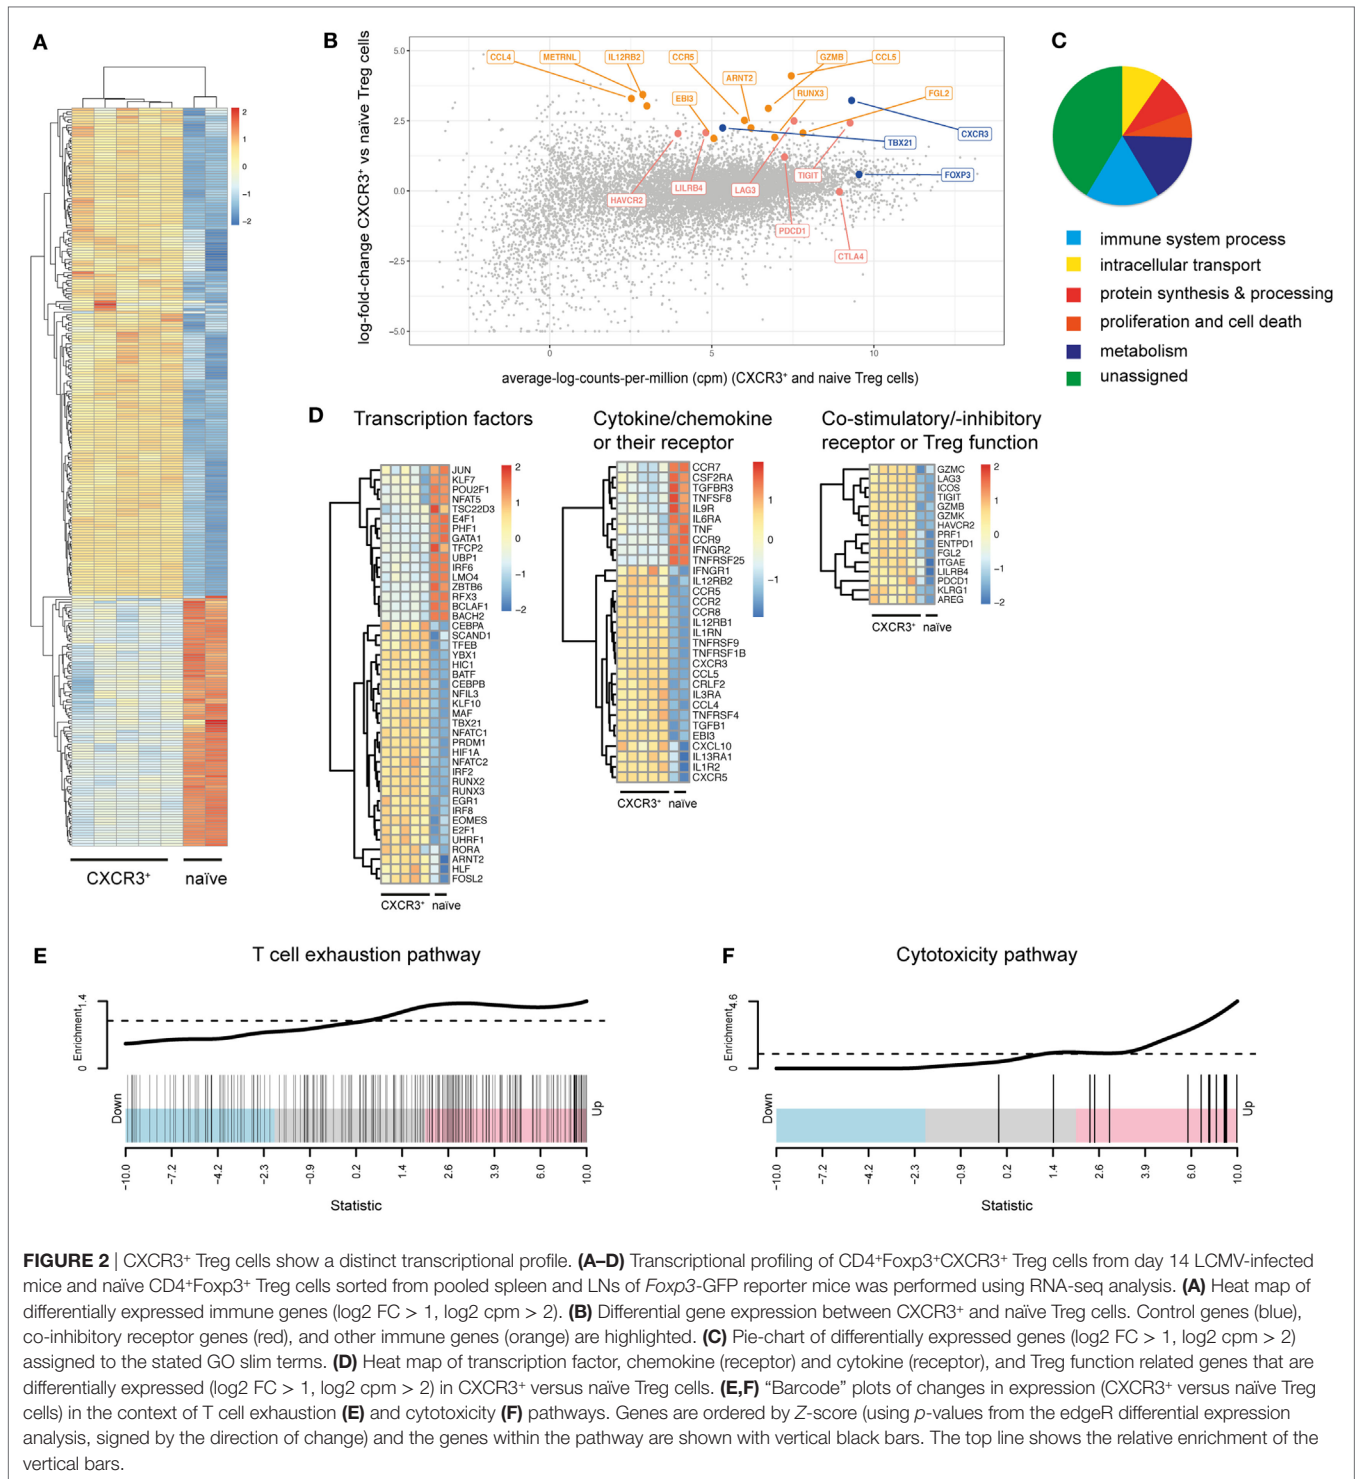 A
2
1
0
−1
−2
CXCR3+
naïve
B
log-fold-change CXCR3+ vs naïve Treg cells
5.0
2.5
0.0
−2.5
−5.0
CCL4
METRNL
IL12RB2
CCR5
GZMB
CCL5
ARNT2
EBI3
RUNX3
FGL2
CXCR3
TBX21
FOXP3
HAVCR2
LILRB4
LAG3
TIGIT
PDCD1
CTLA4
0
5
10
average-log-counts-per-million (cpm) (CXCR3+ and naive Treg cells)
C
immune system process
intracellular transport
protein synthesis & processing
proliferation and cell death
metabolism
unassigned
D
Transcription factors
JUN
KLF7
POU2F1
NFAT5
TSC22D3
E4F1
PHF1
GATA1
TFCP2
UBP1
IRF6
LMO4
ZBTB6
RFX3
BCLAF1
BACH2
CEBPA
SCAND1
TFEB
YBX1
HIC1
BATF
CEBPB
NFIL3
KLF10
MAF
TBX21
NFATC1
PRDM1
HIF1A
NFATC2
IRF2
RUNX2
RUNX3
EGR1
IRF8
EOMES
E2F1
UHRF1
RORA
ARNT2
HLF
FOSL2
2
1
0
−1
−2
CXCR3+
naïve
Cytokine/chemokine
or their receptor
CCR7
CSF2RA
TGFBR3
TNFSF8
IL9R
IL6RA
TNF
CCR9
IFNGR2
TNFRSF25
IFNGR1
IL12RB2
CCR5
CCR2
CCR8
IL12RB1
IL1RN
TNFRSF9
TNFRSF1B
CXCR3
CCL5
CRLF2
IL3RA
CCL4
TNFRSF4
TGFB1
EBI3
CXCL10
IL13RA1
IL1R2
CXCR5
1
0
−1
CXCR3+
naïve
Co-stimulatory/-inhibitory
receptor or Treg function
GZMC
LAG3
ICOS
TIGIT
GZMB
GZMK
HAVCR2
PRF1
ENTPD1
FGL2
ITGAE
LILRB4
PDCD1
KLRG1
AREG
2
1
0
−1
−2
CXCR3+
naïve
E
T cell exhaustion pathway
Enrichment
1.4
0
Down
Up
−10.0
−7.2
−4.2
−2.3
−0.9
0.2
1.4
2.6
3.9
6.0
10.0
Statistic
F
Cytotoxicity pathway
Enrichment
4.6
0
Down
Up
−10.0
−7.2
−4.2
−2.3
−0.9
0.2
1.4
2.6
3.9
6.0
10.0
Statistic
FIGURE 2 | CXCR3+ Treg cells show a distinct transcriptional profile. (A–D) Transcriptional profiling of CD4+Foxp3+CXCR3+ Treg cells from day 14 LCMV-infected
mice and naïve CD4+Foxp3+ Treg cells sorted from pooled spleen and LNs of Foxp3-GFP reporter mice was performed using RNA-seq analysis. (A) Heat map of
differentially expressed immune genes (log2 FC > 1, log2 cpm > 2). (B) Differential gene expression between CXCR3+ and naïve Treg cells. Control genes (blue),
co-inhibitory receptor genes (red), and other immune genes (orange) are highlighted. (C) Pie-chart of differentially expressed genes (log2 FC > 1, log2 cpm > 2)
assigned to the stated GO slim terms. (D) Heat map of transcription factor, chemokine (receptor) and cytokine (receptor), and Treg function related genes that are
differentially expressed (log2 FC > 1, log2 cpm > 2) in CXCR3+ versus naïve Treg cells. (E,F) “Barcode” plots of changes in expression (CXCR3+ versus naïve Treg
cells) in the context of T cell exhaustion (E) and cytotoxicity (F) pathways. Genes are ordered by Z-score (using p-values from the edgeR differential expression
analysis, signed by the direction of change) and the genes within the pathway are shown with vertical black bars. The top line shows the relative enrichment of the
vertical bars.